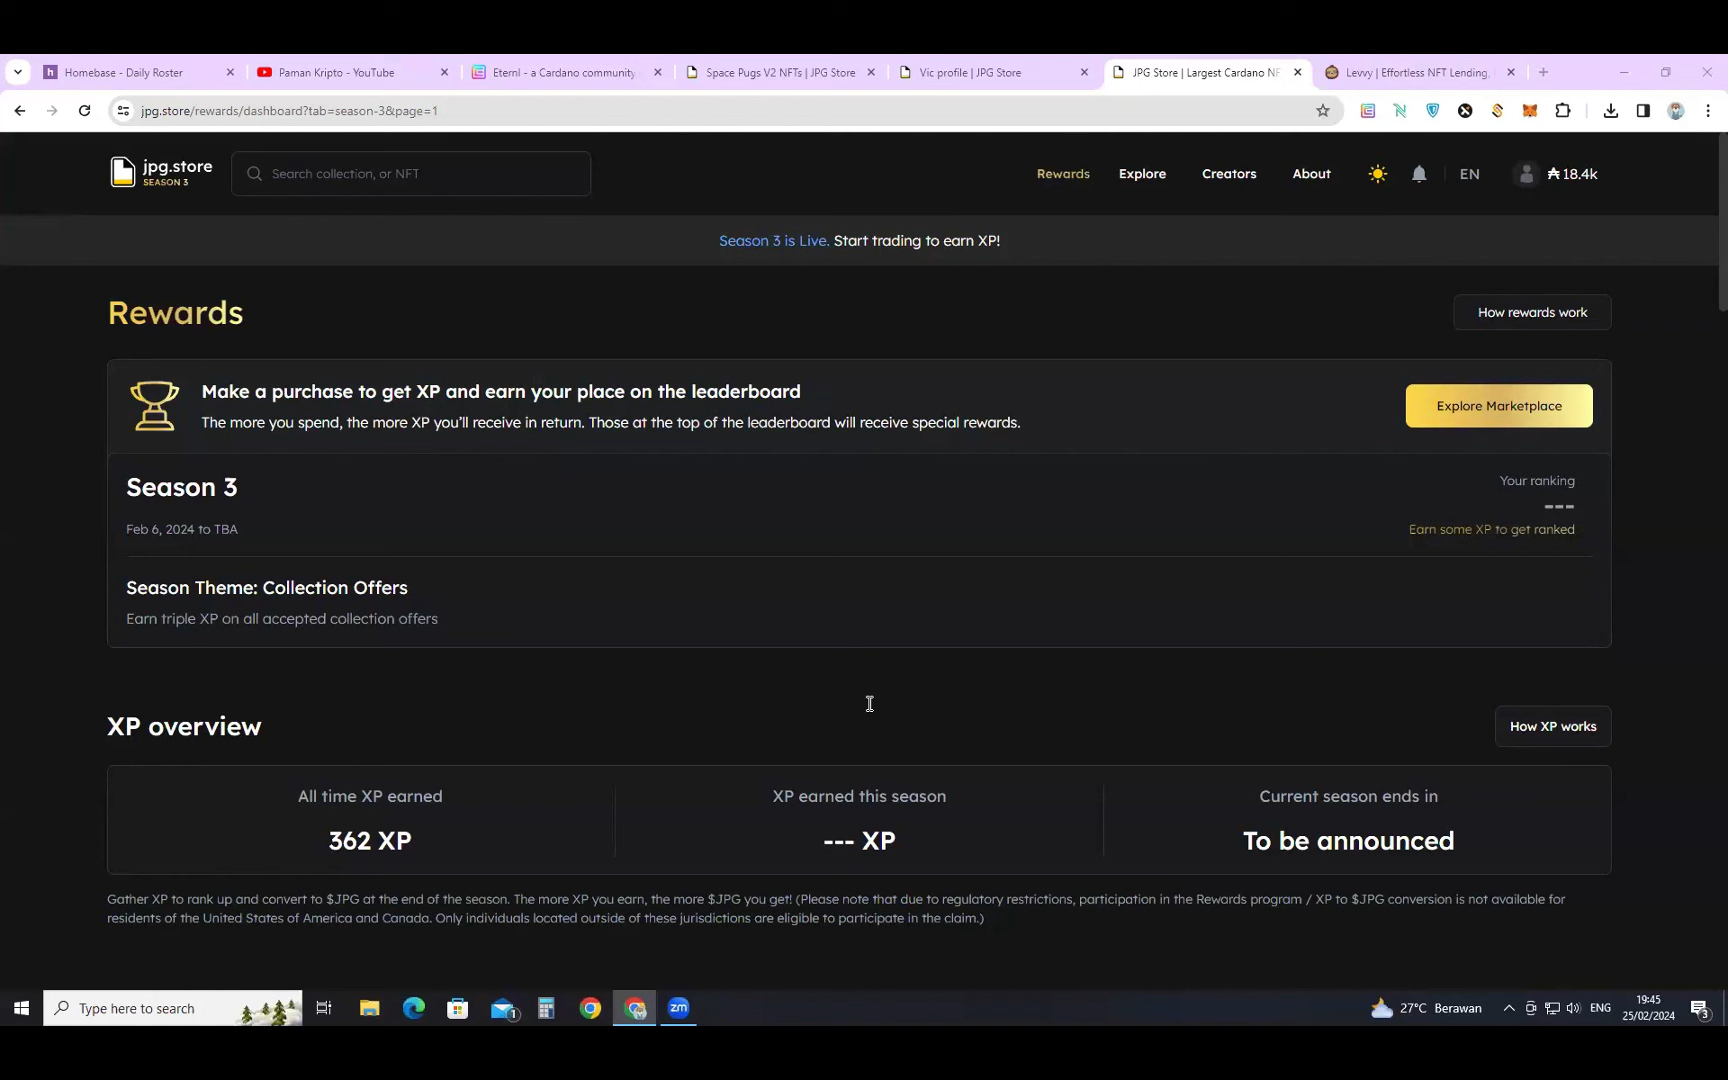 Homebase - Daily Roster
Paman Kripto - YouTube
Eternl - a Cardano community
Space Pugs V2 NFTs | JPG Store
Vic profile | JPG Store
JPG Store | Largest Cardano NF
Levvy | Effortless NFT Lending,
jpg.store/rewards/dashboard?tab=season-3&page=1
jpg.store
SEASON 3
Search collection, or NFT
Rewards
Explore
Creators
About
EN
₳ 18.4k
Season 3 is Live. Start trading to earn XP!
Rewards
How rewards work
Make a purchase to get XP and earn your place on the leaderboard
The more you spend, the more XP you’ll receive in return. Those at the top of the leaderboard will receive special rewards.
Explore Marketplace
Season 3
Feb 6, 2024 to TBA
Your ranking
---
Earn some XP to get ranked
Season Theme: Collection Offers
Earn triple XP on all accepted collection offers
XP overview
How XP works
All time XP earned
362 XP
XP earned this season
--- XP
Current season ends in
To be announced
Gather XP to rank up and convert to $JPG at the end of the season. The more XP you earn, the more $JPG you get! (Please note that due to regulatory restrictions, participation in the Rewards program / XP to $JPG conversion is not available for
residents of the United States of America and Canada. Only individuals located outside of these jurisdictions are eligible to participate in the claim.)
Type here to search
1
zm
27°C Berawan
ENG
19:45
25/02/2024
3